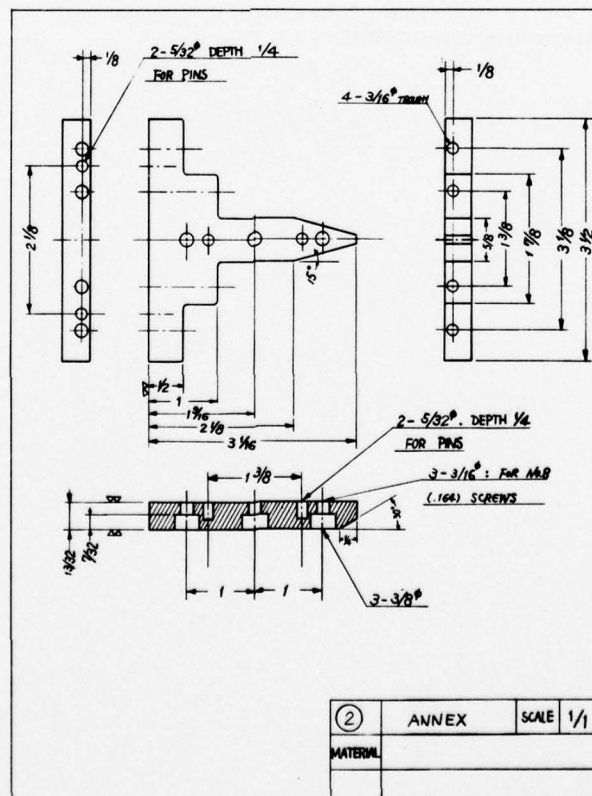 2 - 5/32ᶲ DEPTH 1/4
FOR PINS
1/8
1/8
4 - 3/16ᶲ TROUGH
2 1/8
15°
5/8
1 3/8
1 7/8
3 1/8
3 1/2
1/2
1
1 9/16
2 1/8
3 1/16
2 - 5/32ᶲ. DEPTH 1/4
FOR PINS
1 3/8
3 - 3/16ᶲ : FOR No.8
(.164) SCREWS
30°
1/4
13/32
7/32
1
1
3 - 3/8ᶲ
2 ANNEX SCALE 1/1
MATERIAL